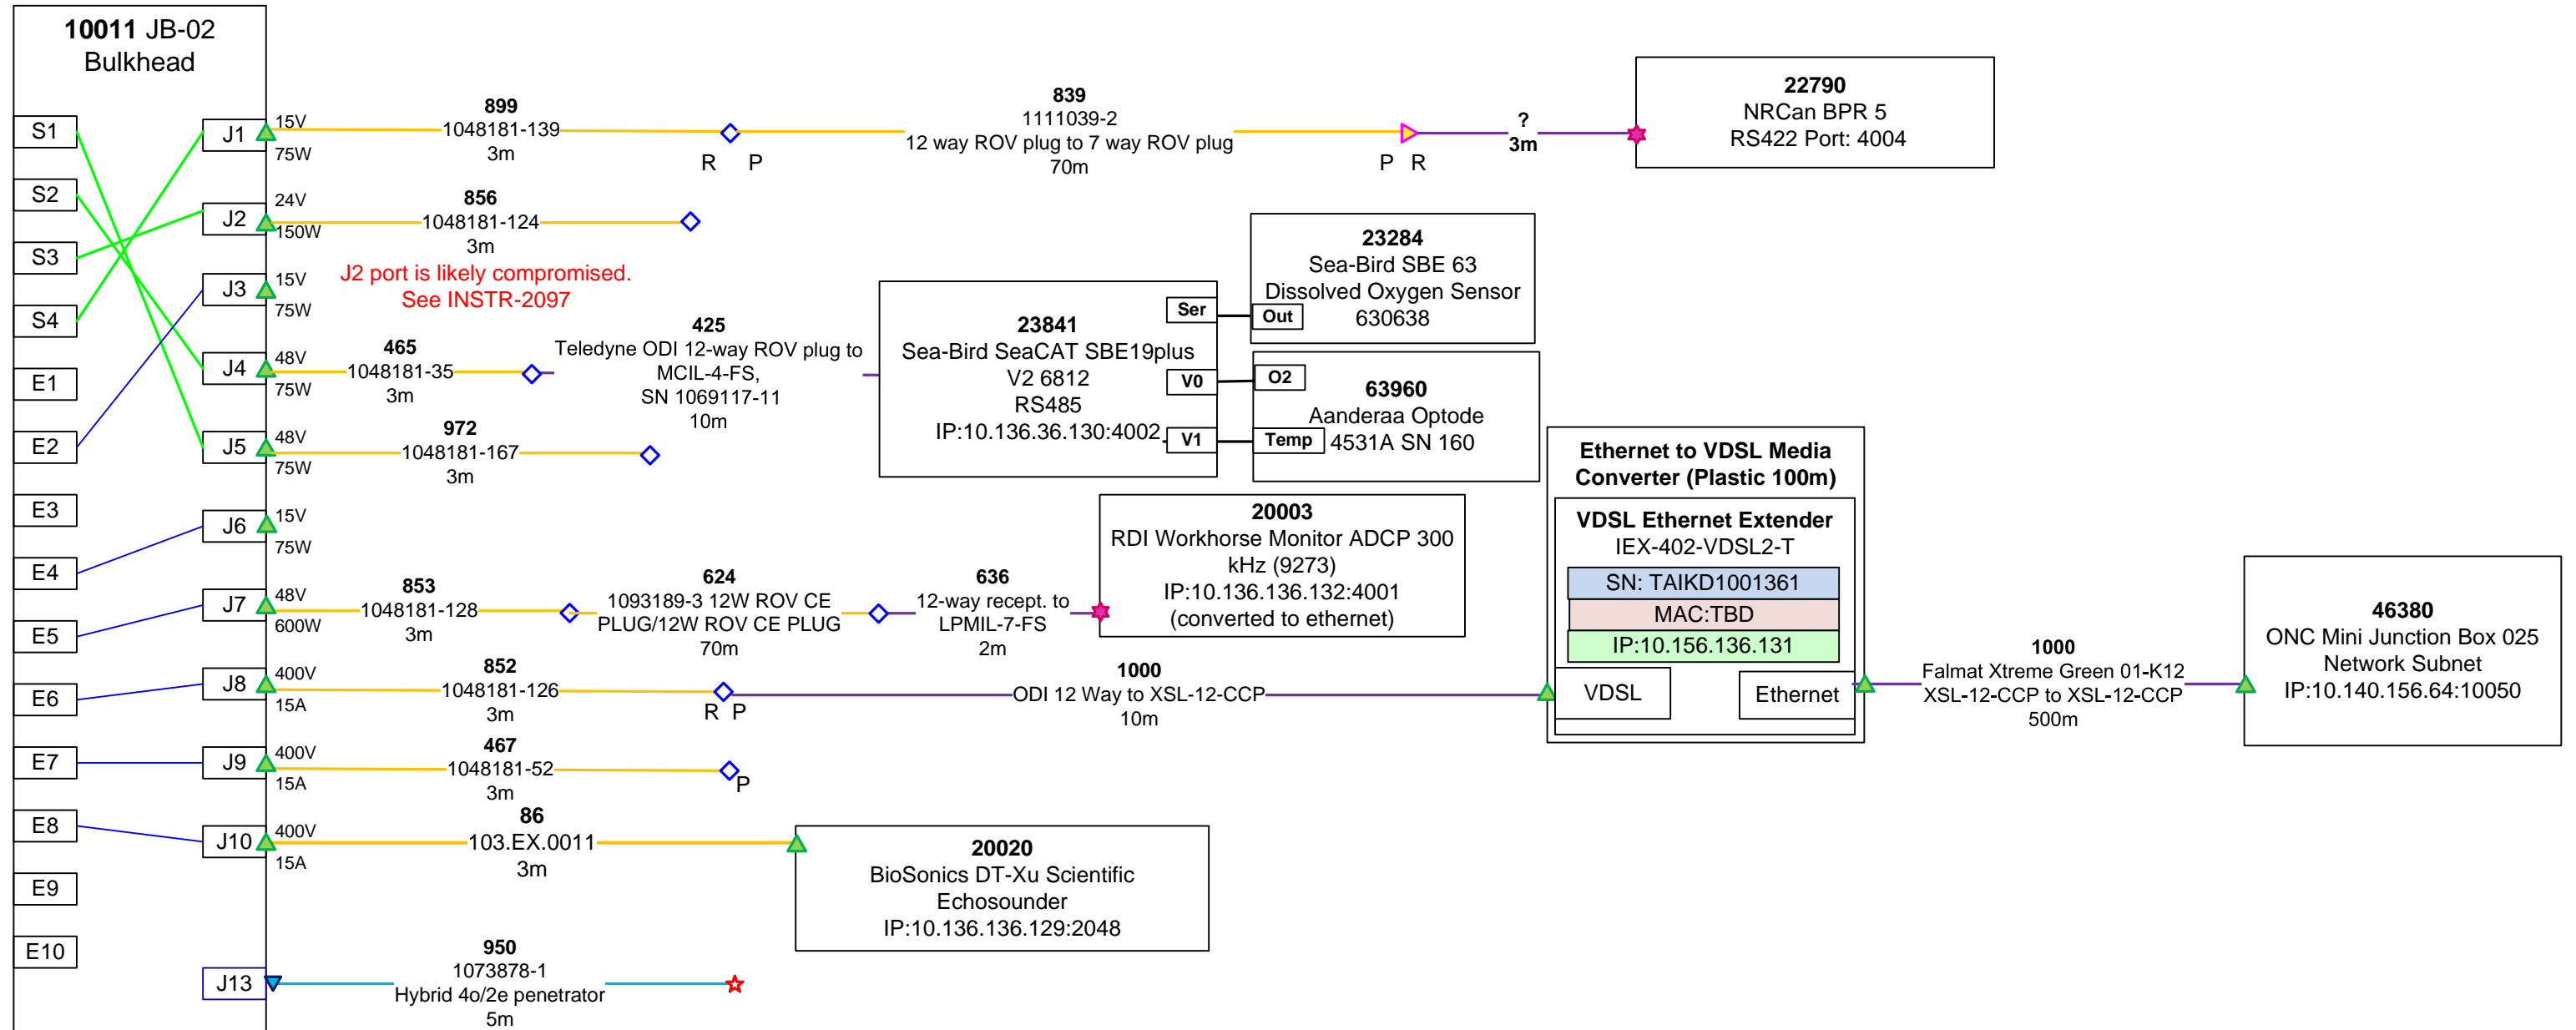 10011 JB-02
Bulkhead
S1
S2
S3
S4
E1
E2
E3
E4
E5
E6
E7
E8
E9
E10
J1
15V
75W
899
1048181-139
3m
R P
839
1111039-2
12 way ROV plug to 7 way ROV plug
70m
P R
?
3m
22790
NRCan BPR 5
RS422 Port: 4004
J2
24V
150W
856
1048181-124
3m
J2 port is likely compromised.
See INSTR-2097
J3
15V
75W
J4
48V
75W
465
1048181-35
3m
425
Teledyne ODI 12-way ROV plug to
MCIL-4-FS,
SN 1069117-11
10m
23841
Sea-Bird SeaCAT SBE19plus
V2 6812
RS485
IP:10.136.36.130:4002
Ser
V0
V1
Out
23284
Sea-Bird SBE 63
Dissolved Oxygen Sensor
630638
O2
Temp
63960
Aanderaa Optode
4531A SN 160
J5
48V
75W
972
1048181-167
3m
J6
15V
75W
J7
48V
600W
853
1048181-128
3m
624
1093189-3 12W ROV CE
PLUG/12W ROV CE PLUG
70m
636
12-way recept. to
LPMIL-7-FS
2m
20003
RDI Workhorse Monitor ADCP 300
kHz (9273)
IP:10.136.136.132:4001
(converted to ethernet)
J8
400V
15A
852
1048181-126
3m
R P
1000
ODI 12 Way to XSL-12-CCP
10m
Ethernet to VDSL Media
Converter (Plastic 100m)
VDSL Ethernet Extender
IEX-402-VDSL2-T
SN: TAIKD1001361
MAC:TBD
IP:10.156.136.131
VDSL
Ethernet
1000
Falmat Xtreme Green 01-K12
XSL-12-CCP to XSL-12-CCP
500m
46380
ONC Mini Junction Box 025
Network Subnet
IP:10.140.156.64:10050
J9
400V
15A
467
1048181-52
3m
P
J10
400V
15A
86
103.EX.0011
3m
20020
BioSonics DT-Xu Scientific
Echosounder
IP:10.136.136.129:2048
J13
950
1073878-1
Hybrid 4o/2e penetrator
5m